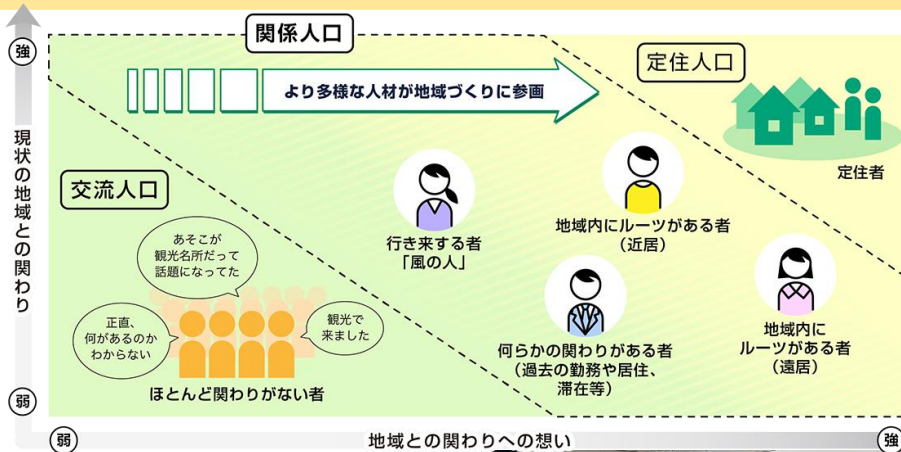 関係人口
強
定住人口
より多様な人材が地域づくりに参画
現状の地域との関わり
定住者
交流人口
地域内にルーツがある者
（近居）
行き来する者
「風の人」
あそこが
観光名所だって
話題になってた
正直、
何があるのか
わからない
観光で
来ました
地域内に
ルーツがある者
（遠居）
何らかの関わりがある者
（過去の勤務や居住、
滞在等）
ほとんど関わりがない者
弱
弱
地域との関わりへの想い
強